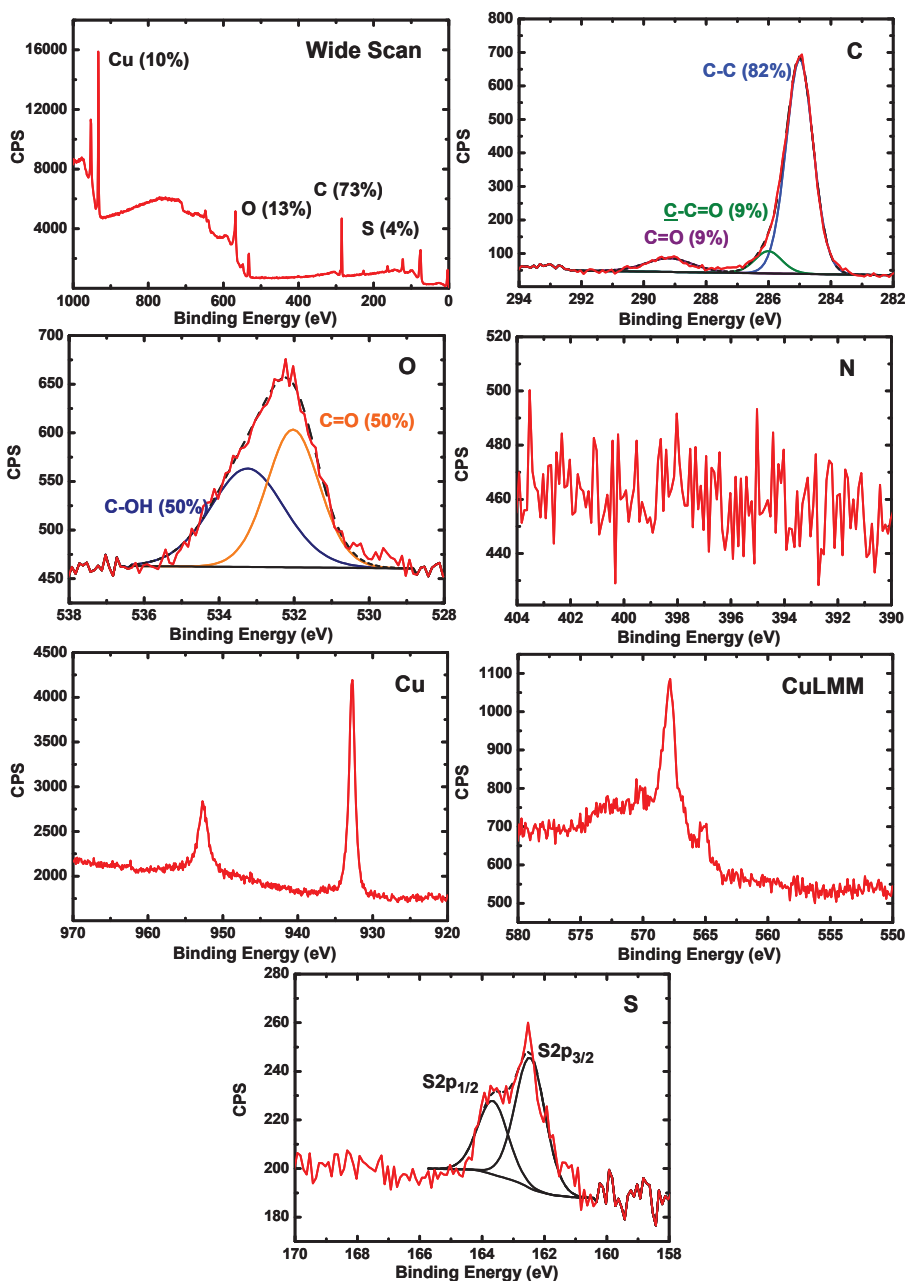 Wide Scan
Cu (10%)
O (13%)
C (73%)
S (4%)
16000
12000
8000
4000
CPS
1000 800 600 400 200 0
Binding Energy (eV)
C
C-C (82%)
C-C=O (9%)
C=O (9%)
800
700
600
500
400
300
200
100
CPS
294 292 290 288 286 284 282
Binding Energy (eV)
O
C=O (50%)
C-OH (50%)
700
650
600
550
500
450
CPS
538 536 534 532 530 528
Binding Energy (eV)
N
520
500
480
460
440
CPS
404 402 400 398 396 394 392 390
Binding Energy (eV)
Cu
4500
4000
3500
3000
2500
2000
CPS
970 960 950 940 930 920
Binding Energy (eV)
CuLMM
1100
1000
900
800
700
600
500
CPS
580 575 570 565 560 555 550
Binding Energy (eV)
S
S2p1/2
S2p3/2
280
260
240
220
200
180
CPS
170 168 166 164 162 160 158
Binding Energy (eV)